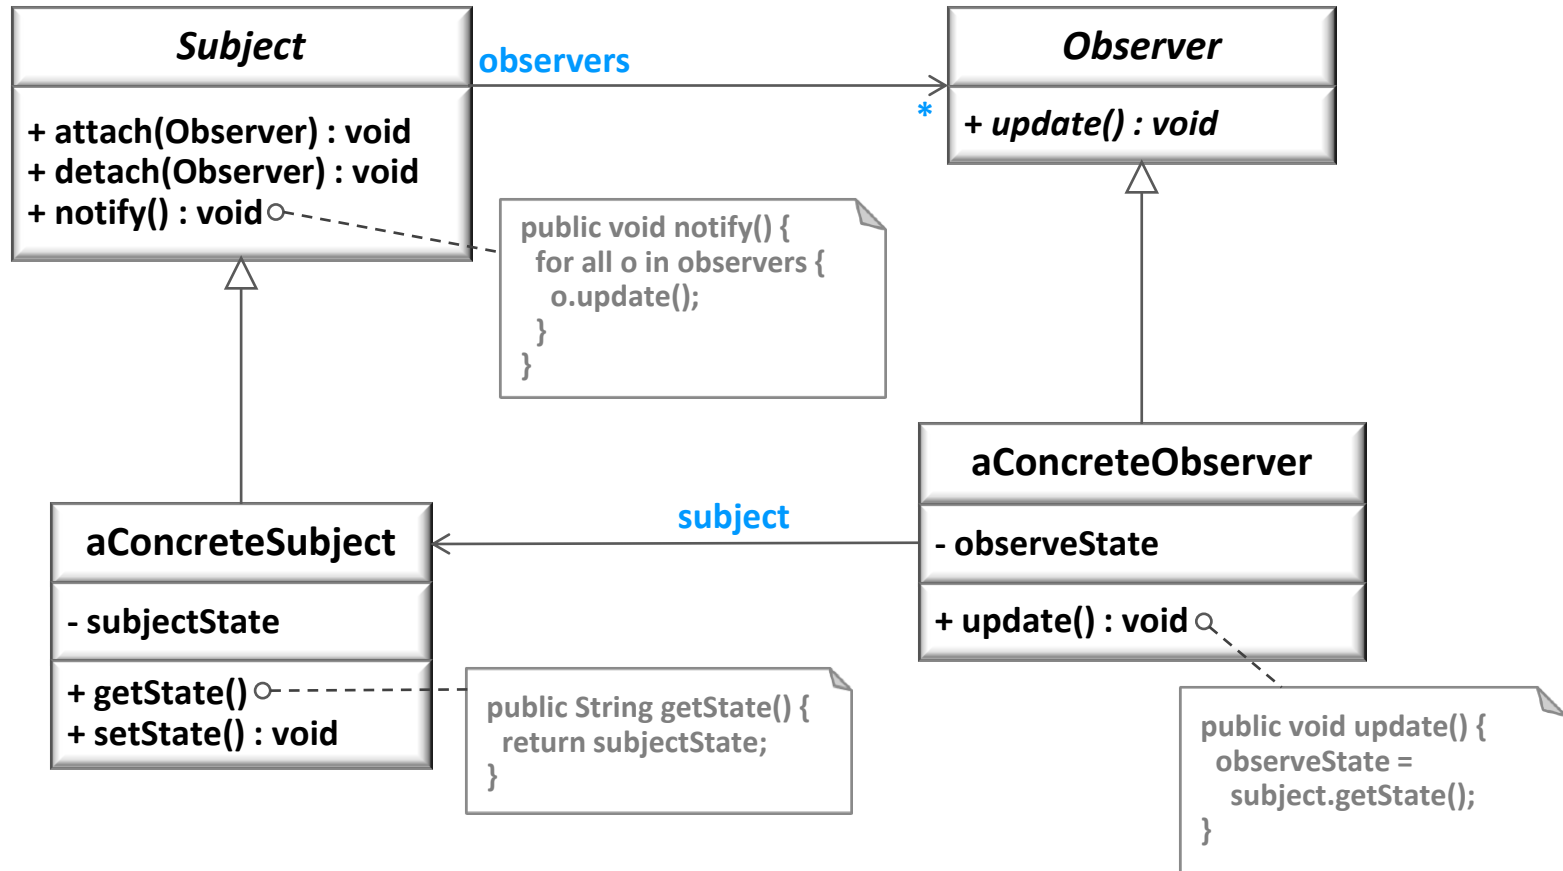 Subject
+ attach(Observer) : void
+ detach(Observer) : void
+ notify() : void
observers
*
Observer
+ update() : void
public void notify() {
for all o in observers {
o.update();
}
}
aConcreteSubject
- subjectState
+ getState()
+ setState() : void
subject
aConcreteObserver
- observeState
+ update() : void
public String getState() {
return subjectState;
}
public void update() {
observeState =
subject.getState();
}